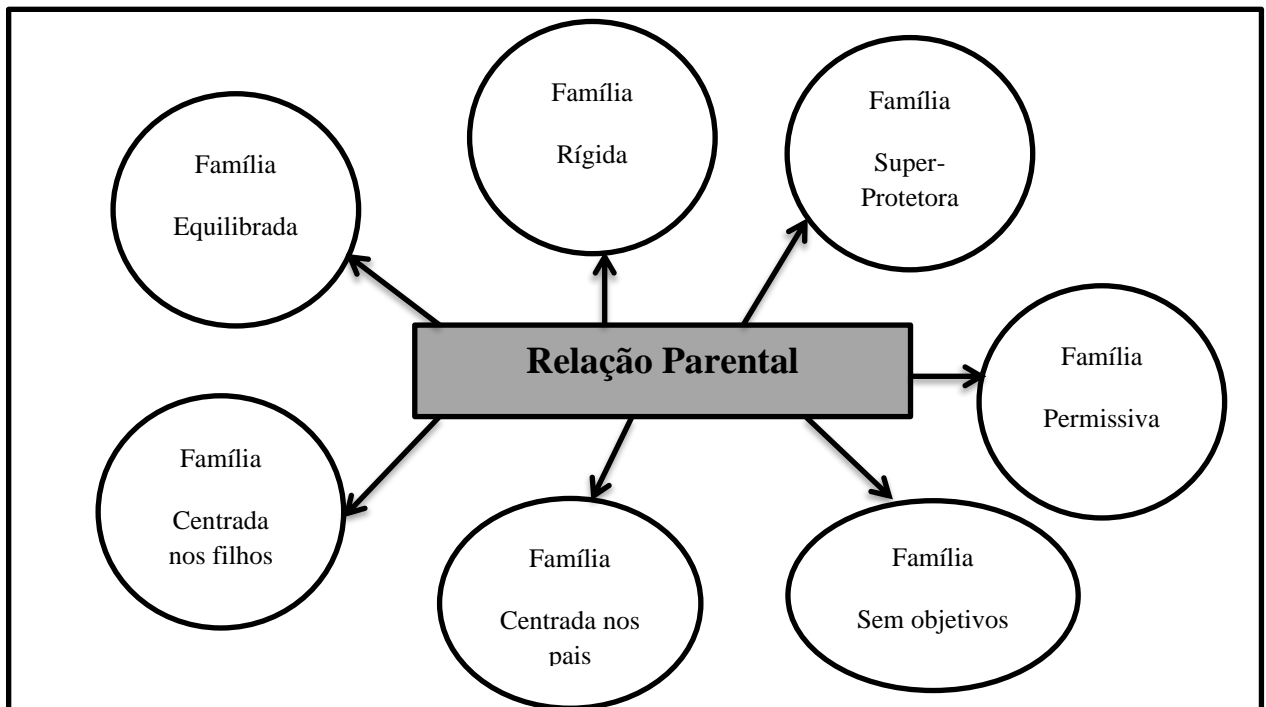 Família
Rígida
Família
Super-
Protetora
Família
Equilibrada
Relação Parental
Família
Permissiva
Família
Centrada
nos filhos
Família
Centrada nos
pais
Família
Sem objetivos